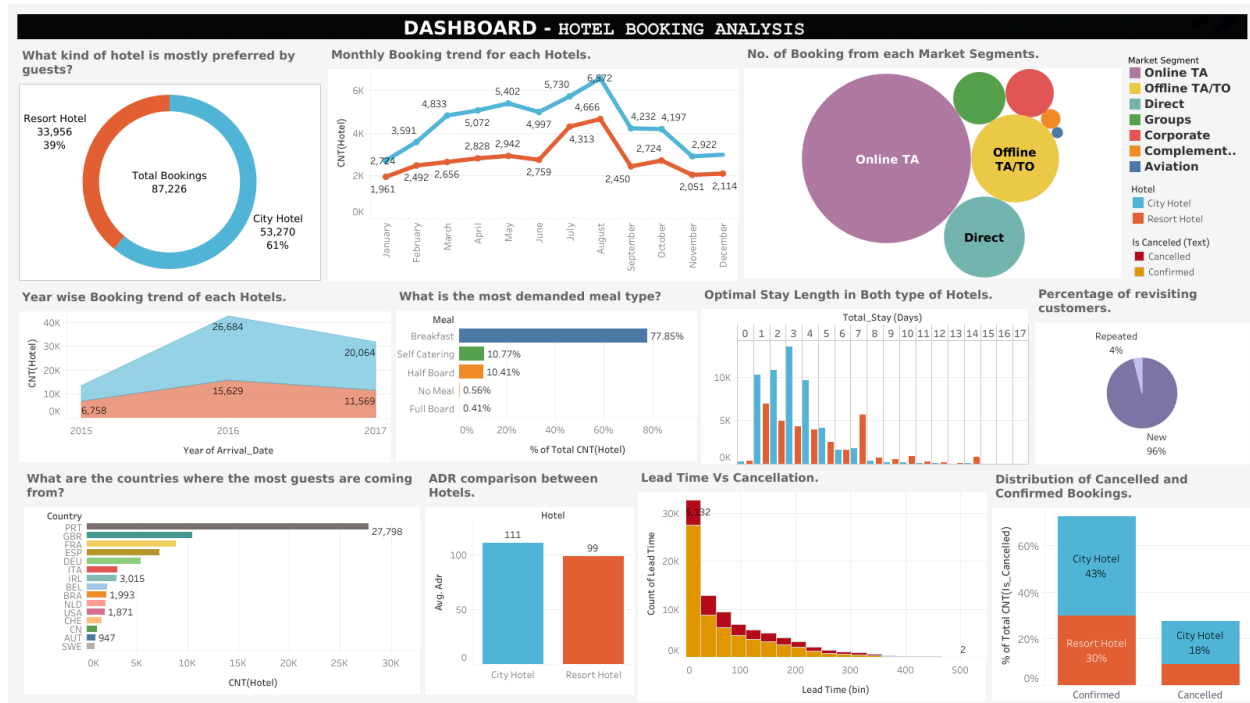 DASHBOARD - HOTEL BOOKING ANALYSIS
What kind of hotel is mostly preferred by
guests?
Resort Hotel
33,956
39%
Total Bookings
87,226
City Hotel
53,270
61%
Monthly Booking trend for each Hotels.
CNT(Hotel)
6K
4K
2K
0K
2,724
3,591
4,833
5,072
5,402
4,997
5,730
6,572
4,232
4,197
2,922
1,961
2,492
2,656
2,828
2,942
2,759
4,313
4,666
2,450
2,724
2,051
2,114
January
February
March
April
May
June
July
August
September
October
November
December
No. of Booking from each Market Segments.
Online TA
Offline
TA/TO
Direct
Market Segment
Online TA
Offline TA/TO
Direct
Groups
Corporate
Complement..
Aviation
Hotel
City Hotel
Resort Hotel
Is Canceled (Text)
Cancelled
Confirmed
Year wise Booking trend of each Hotels.
CNT(Hotel)
40K
30K
20K
10K
0K
26,684
20,064
6,758
15,629
11,569
2015
2016
2017
Year of Arrival_Date
What is the most demanded meal type?
Meal
Breakfast
77.85%
Self Catering
10.77%
Half Board
10.41%
No Meal
0.56%
Full Board
0.41%
0%
20%
40%
60%
80%
% of Total CNT(Hotel)
Optimal Stay Length in Both type of Hotels.
Total_Stay (Days)
0 1 2 3 4 5 6 7 8 9 10 11 12 13 14 15 16 17
10K
5K
0K
Percentage of revisiting
customers.
Repeated
4%
New
96%
What are the countries where the most guests are coming
from?
Country
PRT
27,798
GBR
FRA
ESP
DEU
ITA
IRL
3,015
BEL
BRA
1,993
NLD
USA
1,871
CHE
CN
AUT
947
SWE
0K
5K
10K
15K
20K
25K
30K
CNT(Hotel)
ADR comparison between
Hotels.
Hotel
Avg. Adr
100
50
0
111
99
City Hotel
Resort Hotel
Lead Time Vs Cancellation.
Count of Lead Time
30K
20K
10K
0K
5,132
2
0
100
200
300
400
500
Lead Time (bin)
Distribution of Cancelled and
Confirmed Bookings.
% of Total CNT(Is_Cancelled)
60%
40%
20%
0%
City Hotel
43%
Resort Hotel
30%
City Hotel
18%
Confirmed
Cancelled